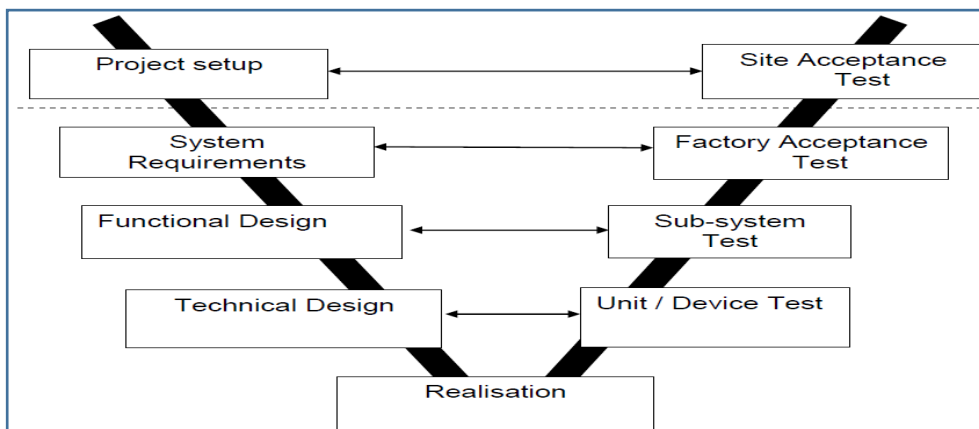 Project setup
Site Acceptance
Test
System
Requirements
Factory Acceptance
Test
Functional Design
Sub-system
Test
Technical Design
Unit / Device Test
Realisation